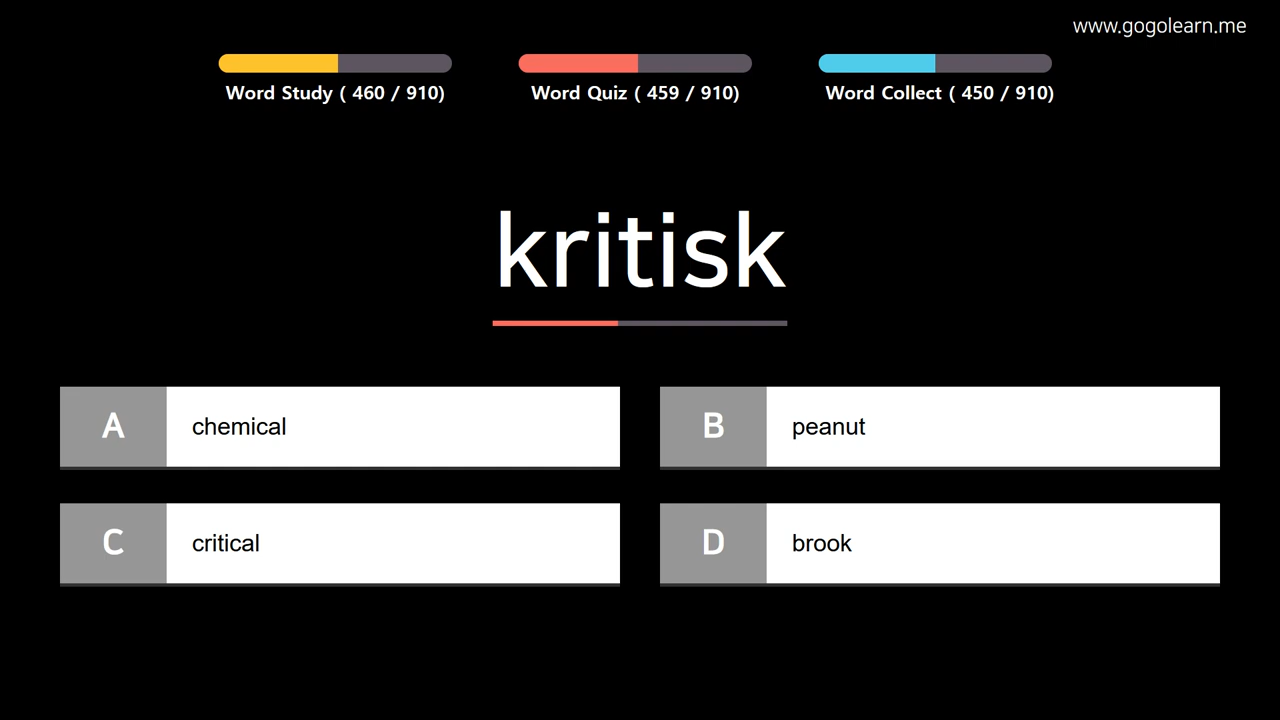 www.gogolearn.me
Word Study ( 460 / 910)
Word Quiz ( 459 / 910)
Word Collect ( 450 / 910)
kritisk
A chemical
B peanut
C critical
D brook